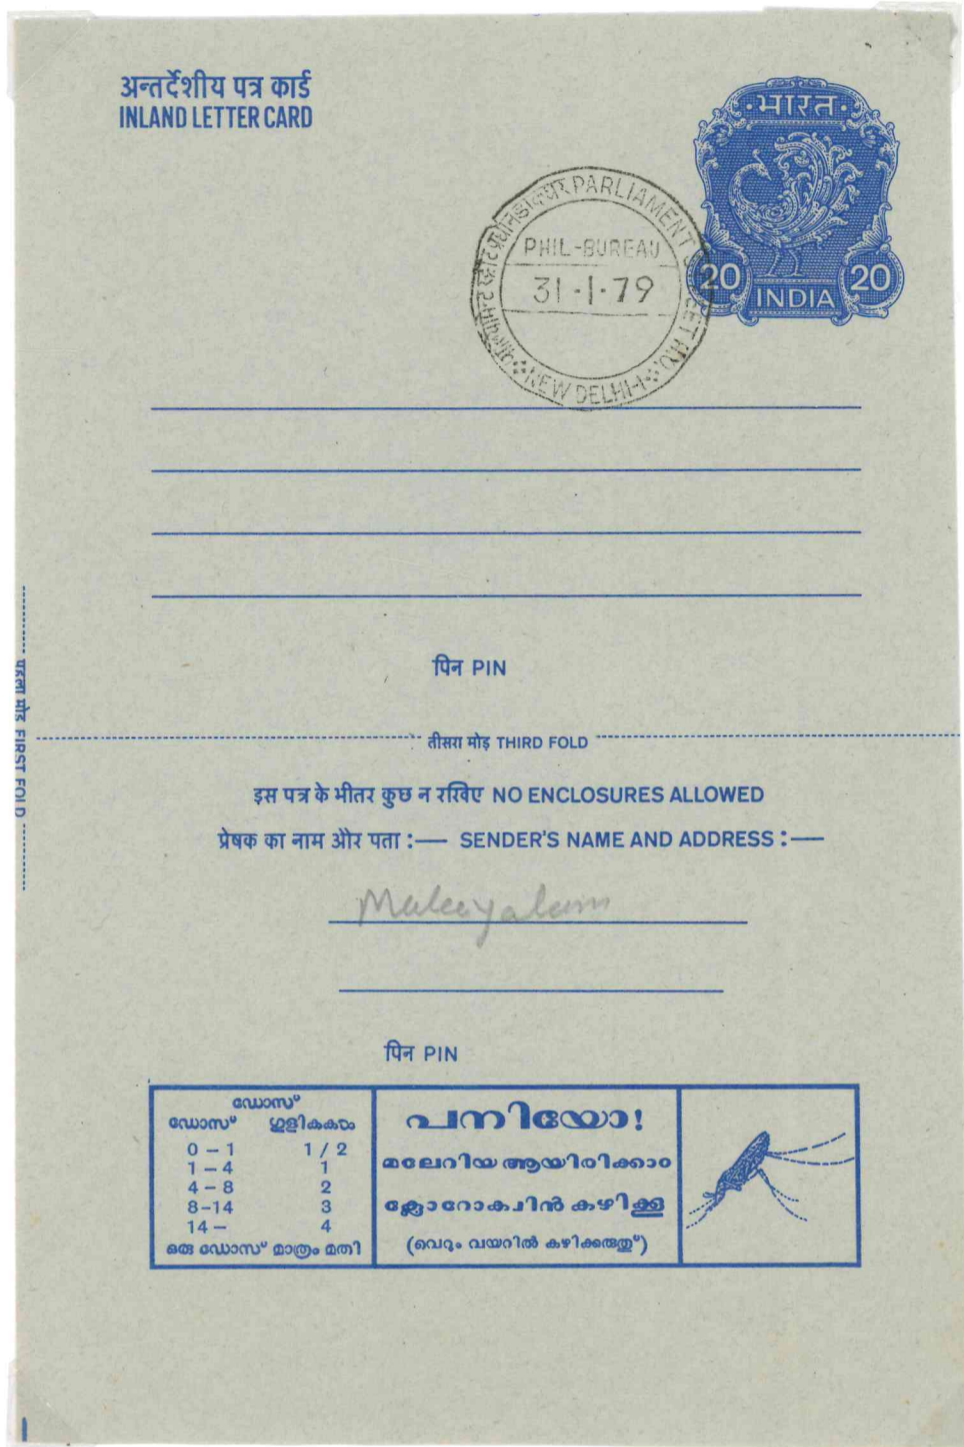 अन्तर्देशीय पत्र कार्ड
INLAND LETTER CARD
भारत
20 INDIA 20
PARLIAMENT
PHIL-BUREAU
31·1·79
NEW DELHI-1
पिन PIN
पहला मोड़ FIRST FOLD
तीसरा मोड़ THIRD FOLD
इस पत्र के भीतर कुछ न रखिए NO ENCLOSURES ALLOWED
प्रेषक का नाम और पता :— SENDER'S NAME AND ADDRESS :—
Malayalam
पिन PIN
ഡോസ്
ഡോസ് ഗുളികകൾ
0 – 1 1 / 2
1 – 4 1
4 – 8 2
8–14 3
14 – 4
ഒരു ഡോസ് മാത്രം മതി
പനിയോ!
മലേറിയ ആയിരിക്കാം
ക്ലോറോക്വിൻ കഴിക്കൂ
(വെറും വയറിൽ കഴിക്കരുത്)